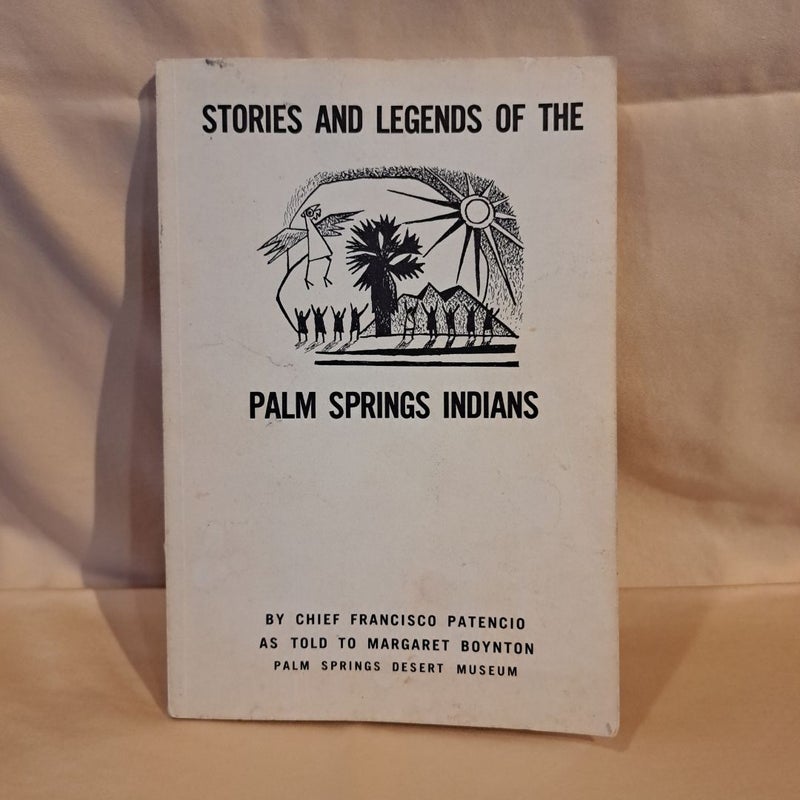 STORIES AND LEGENDS OF THE
PALM SPRINGS INDIANS
BY CHIEF FRANCISCO PATENCIO
AS TOLD TO MARGARET BOYNTON
PALM SPRINGS DESERT MUSEUM